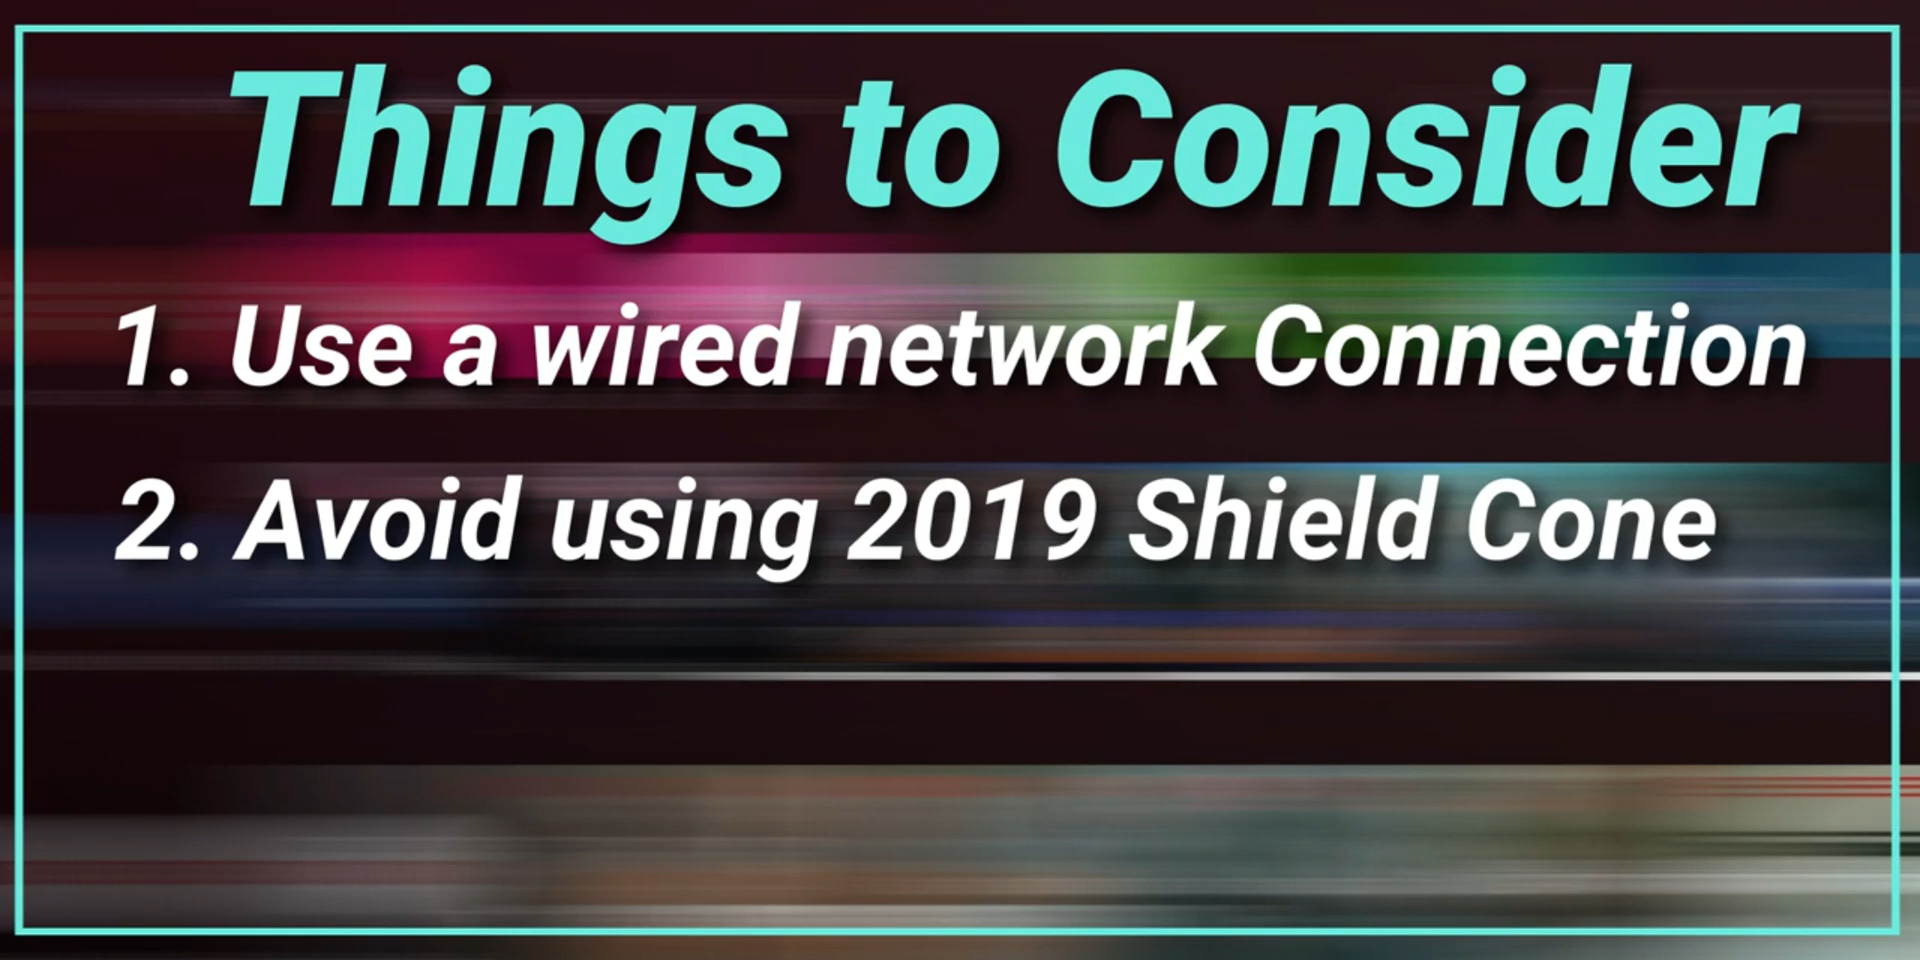 Things to Consider
1. Use a wired network Connection
2. Avoid using 2019 Shield Cone